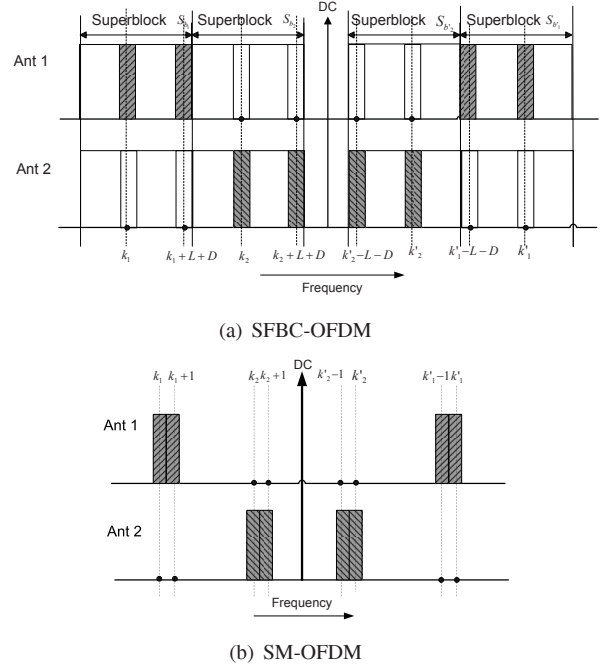 Superblock S_{b_1} Superblock S_{b_2} DC Superblock S_{b'_2} Superblock S_{b'_1}
Ant 1
Ant 2
k_1 k_1+L+D k_2 k_2+L+D k'_2-L-D k'_2 k'_1-L-D k'_1
Frequency
(a) SFBC-OFDM
DC
k_1 k_1+1 k_2 k_2+1 k'_2-1 k'_2 k'_1-1 k'_1
Ant 1
Ant 2
Frequency
(b) SM-OFDM